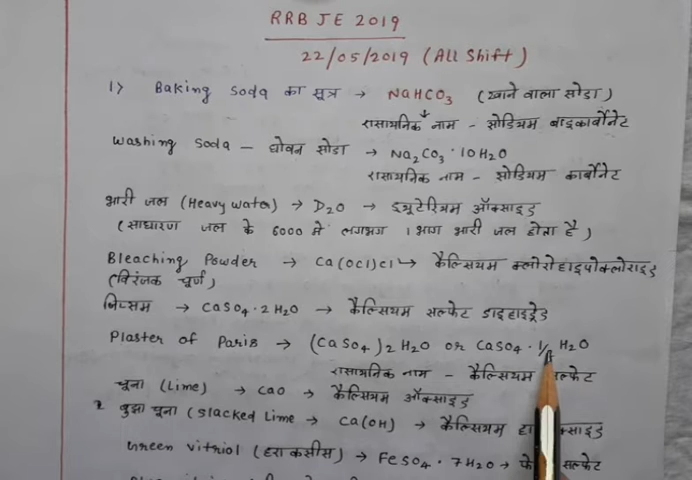 RRB JE 2019
22/05/2019 (All Shift)
1) Baking Soda का सूत्र → NaHCO₃ (खाने वाला सोडा)
रासायनिक नाम - सोडियम बाइकार्बोनेट
Washing Soda - धोवन सोडा → Na₂CO₃·10H₂O
रासायनिक नाम - सोडियम कार्बोनेट
भारी जल (Heavy water) → D₂O → ड्यूटेरियम ऑक्साइड
(साधारण जल के 6000 में लगभग 1 भाग भारी जल होता है)
Bleaching Powder → Ca(OCl)Cl → कैल्सियम क्लोरोहाइपोक्लोराइड
(विरंजक चूर्ण)
जिप्सम → CaSO₄·2H₂O → कैल्सियम सल्फेट डाइहाइड्रेड
Plaster of Paris → (CaSO₄)₂H₂O or CaSO₄·1/ H₂O
रासायनिक नाम - कैल्सियम सल्फेट
चूना (Lime) → CaO → कैल्सियम ऑक्साइड
बुझा चूना (Slacked Lime → Ca(OH) → कैल्सियम
Green Vitriol (हरा कसीस) → FeSO₄·7H₂O → सल्फेट